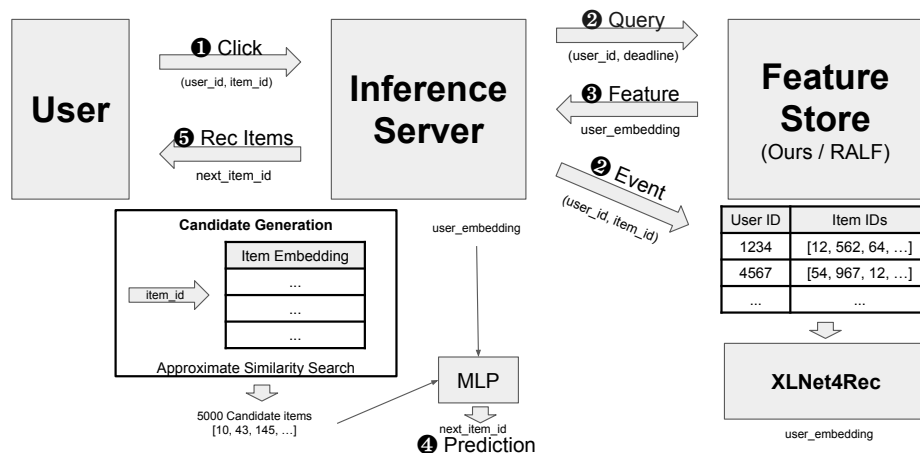 User
❶ Click
(user_id, item_id)
❺ Rec Items
next_item_id
Inference
Server
❷ Query
(user_id, deadline)
❸ Feature
user_embedding
❷ Event
(user_id, item_id)
Feature
Store
(Ours / RALF)
User ID Item IDs
1234 [12, 562, 64, ...]
4567 [54, 967, 12, ...]
... ...
XLNet4Rec
user_embedding
Candidate Generation
Item Embedding
item_id
...
...
...
Approximate Similarity Search
5000 Candidate items
[10, 43, 145, ...]
user_embedding
MLP
next_item_id
❹ Prediction